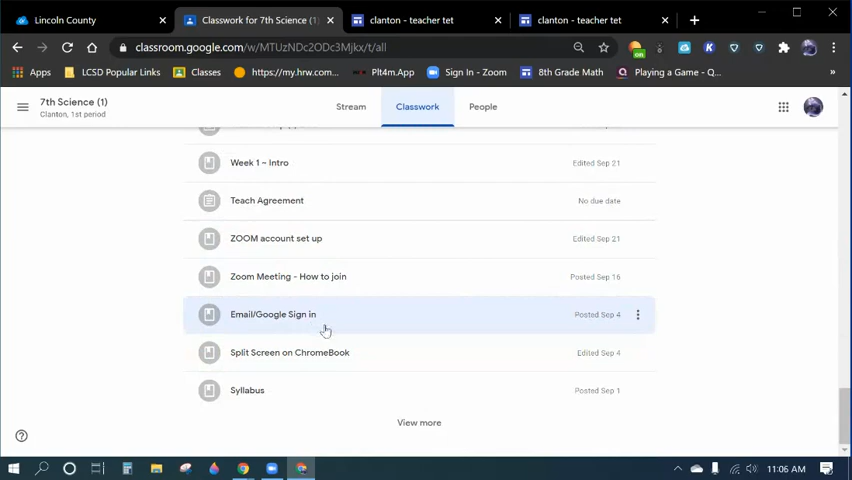 Lincoln County
Classwork for 7th Science (1)
clanton - teacher tet
clanton - teacher tet
classroom.google.com/w/MTUzNDc2ODc3Mjkx/t/all
on
Apps
LCSD Popular Links
Classes
https://my.hrw.com...
Plt4m.App
Sign In - Zoom
8th Grade Math
Playing a Game - Q...
7th Science (1)
Clanton, 1st period
Stream
Classwork
People
Week 1 – Intro
Edited Sep 21
Teach Agreement
No due date
ZOOM account set up
Edited Sep 21
Zoom Meeting - How to join
Posted Sep 16
Email/Google Sign in
Posted Sep 4
Split Screen on ChromeBook
Edited Sep 4
Syllabus
Posted Sep 1
View more
11:06 AM